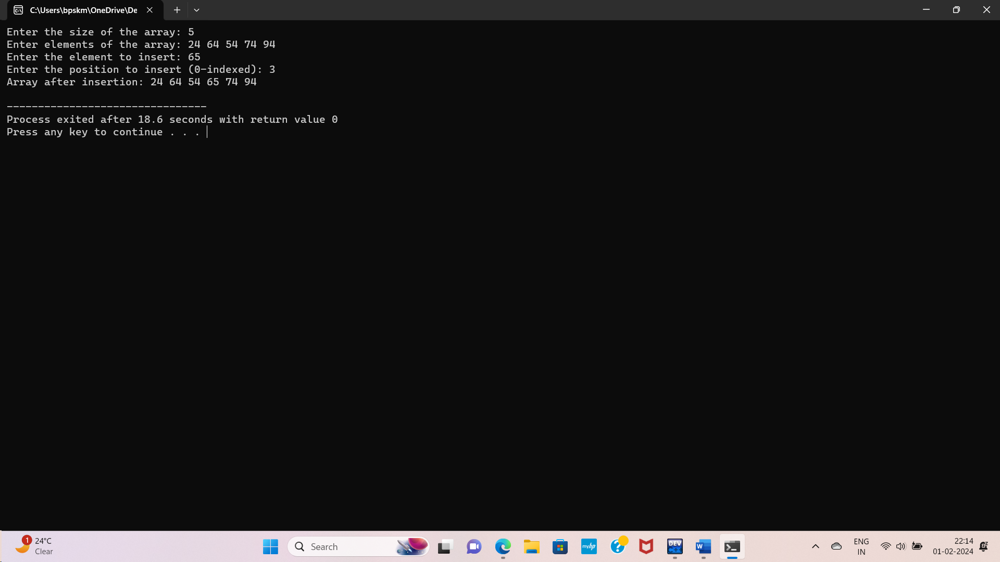 C:\Users\bpskm\OneDrive\De
Enter the size of the array: 5
Enter elements of the array: 24 64 54 74 94
Enter the element to insert: 65
Enter the position to insert (0-indexed): 3
Array after insertion: 24 64 54 65 74 94
--------------------------------
Process exited after 18.6 seconds with return value 0
Press any key to continue . . .
1
24°C
Clear
Search
myhp
?
DEV
C++
W
ENG
IN
22:14
01-02-2024